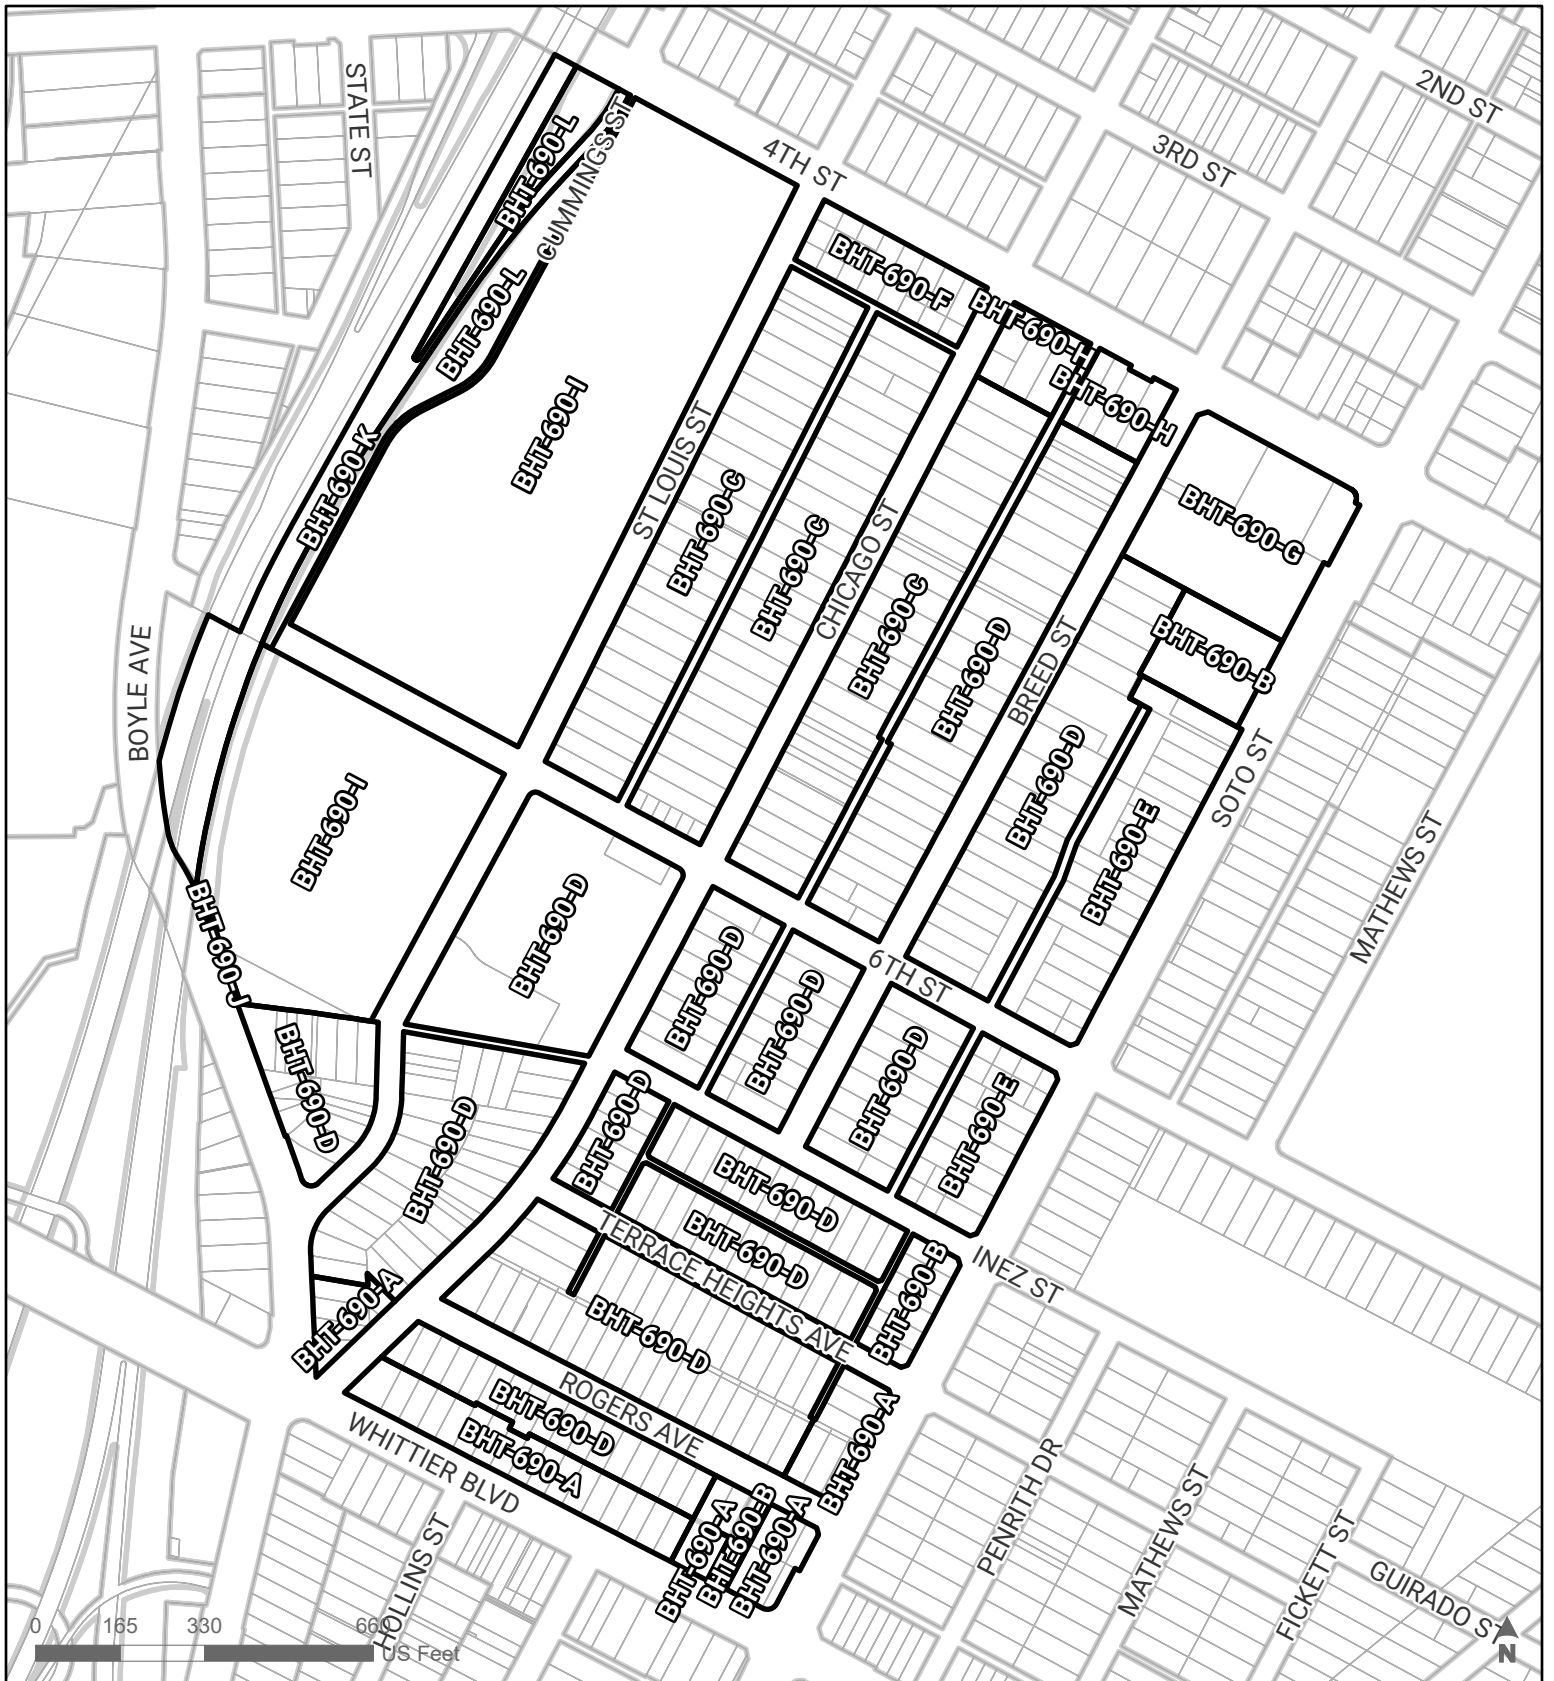 STATE ST
2ND ST
BHT-690-L
CUMMINGS ST
4TH ST
3RD ST
BHT-690-F
BHT-690-L
BHT-690-H
BHT-690-H
BHT-690-I
ST LOUIS ST
BHT-690-K
BHT-690-C
BHT-690-C
CHICAGO ST
BHT-690-G
BHT-690-C
BHT-690-D
BREED ST
BHT-690-B
BOYLE AVE
BHT-690-D
SOTO ST
BHT-690-I
BHT-690-E
MATHEWS ST
BHT-690-J
BHT-690-D
BHT-690-D
6TH ST
BHT-690-D
BHT-690-D
BHT-690-D
BHT-690-E
BHT-690-D
BHT-690-D
BHT-690-D
BHT-690-D
TERRACE HEIGHTS AVE
INEZ ST
BHT-690-B
BHT-690-A
BHT-690-D
ROGERS AVE
BHT-690-D
BHT-690-A
BHT-690-A
WHITTIER BLVD
BHT-690-A
BHT-690-B
BHT-690-A
HOLLINS ST
PENRITH DR
MATHEWS ST
FICKETT ST
GUIRADO ST
0 165 330 660
US Feet
N